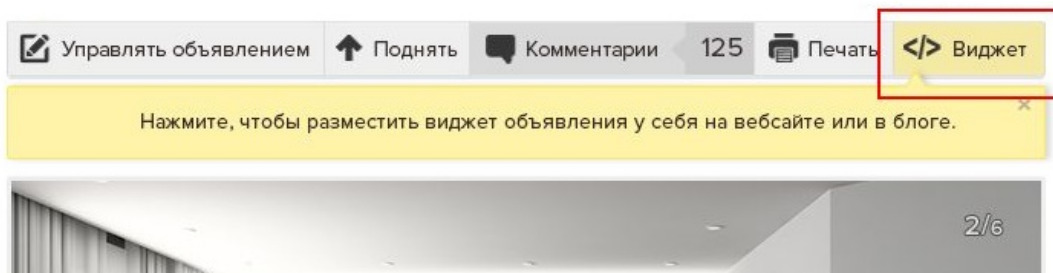 Управлять объявлением Поднять Комментарии 125 Печать </> Виджет
Нажмите, чтобы разместить виджет объявления у себя на вебсайте или в блоге. ×
2/6